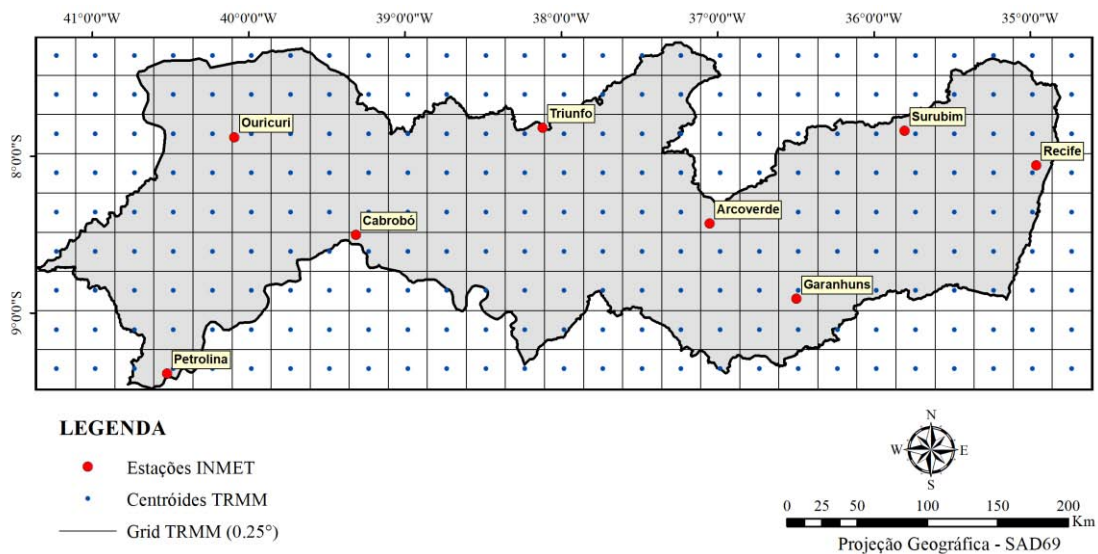 41°0'0"W 40°0'0"W 39°0'0"W 38°0'0"W 37°0'0"W 36°0'0"W 35°0'0"W
8°0'0"S
9°0'0"S
Ouricuri
Triunfo
Surubim
Recife
Cabrobó
Arcoverde
Garanhuns
Petrolina
LEGENDA
Estações INMET
Centróides TRMM
Grid TRMM (0.25°)
N
W E
S
0 25 50 100 150 200
Km
Projeção Geográfica - SAD69